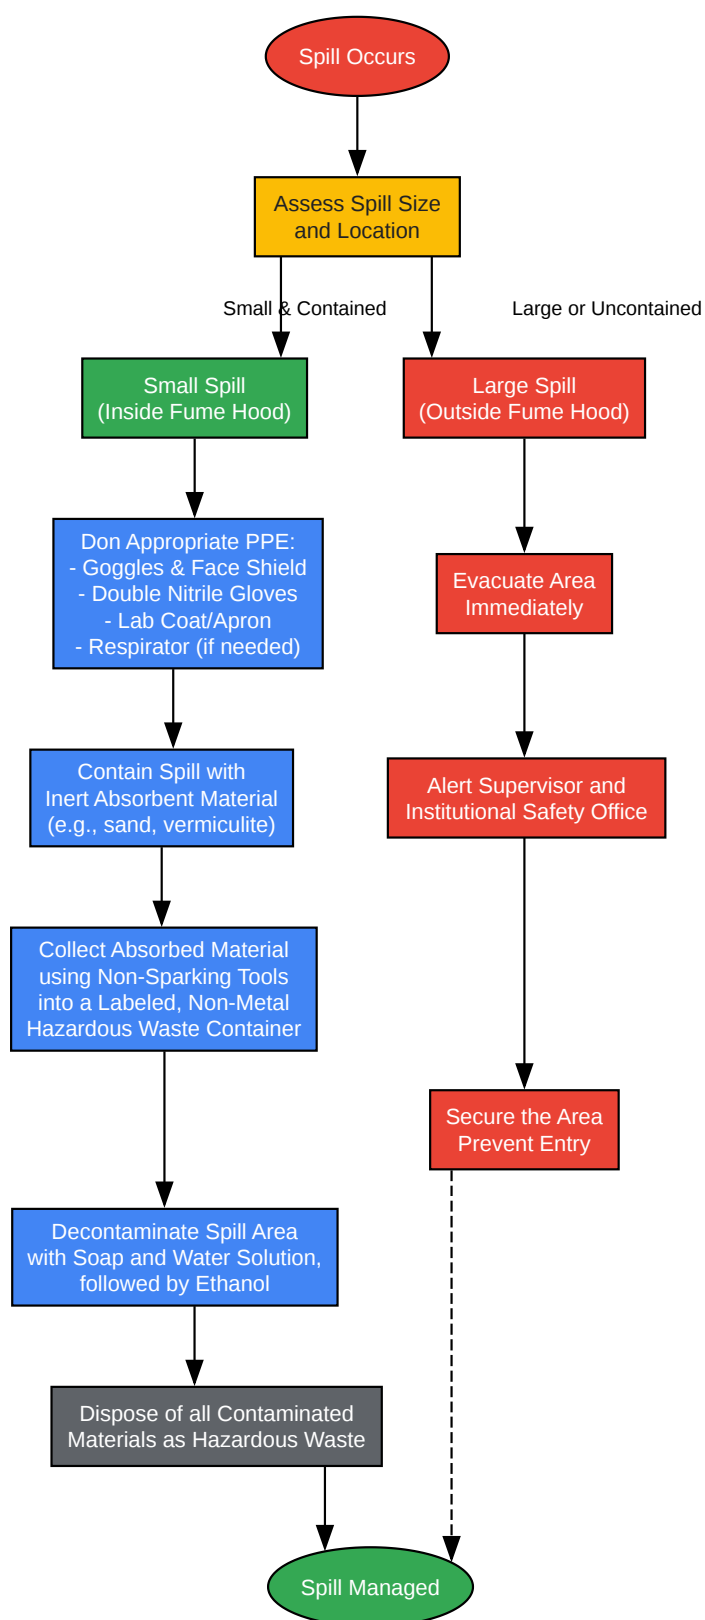 Spill Occurs
Assess Spill Size
and Location
Small & Contained
Large or Uncontained
Small Spill
(Inside Fume Hood)
Large Spill
(Outside Fume Hood)
Don Appropriate PPE:
- Goggles & Face Shield
- Double Nitrile Gloves
- Lab Coat/Apron
- Respirator (if needed)
Evacuate Area
Immediately
Contain Spill with
Inert Absorbent Material
(e.g., sand, vermiculite)
Alert Supervisor and
Institutional Safety Office
Collect Absorbed Material
using Non-Sparking Tools
into a Labeled, Non-Metal
Hazardous Waste Container
Secure the Area
Prevent Entry
Decontaminate Spill Area
with Soap and Water Solution,
followed by Ethanol
Dispose of all Contaminated
Materials as Hazardous Waste
Spill Managed